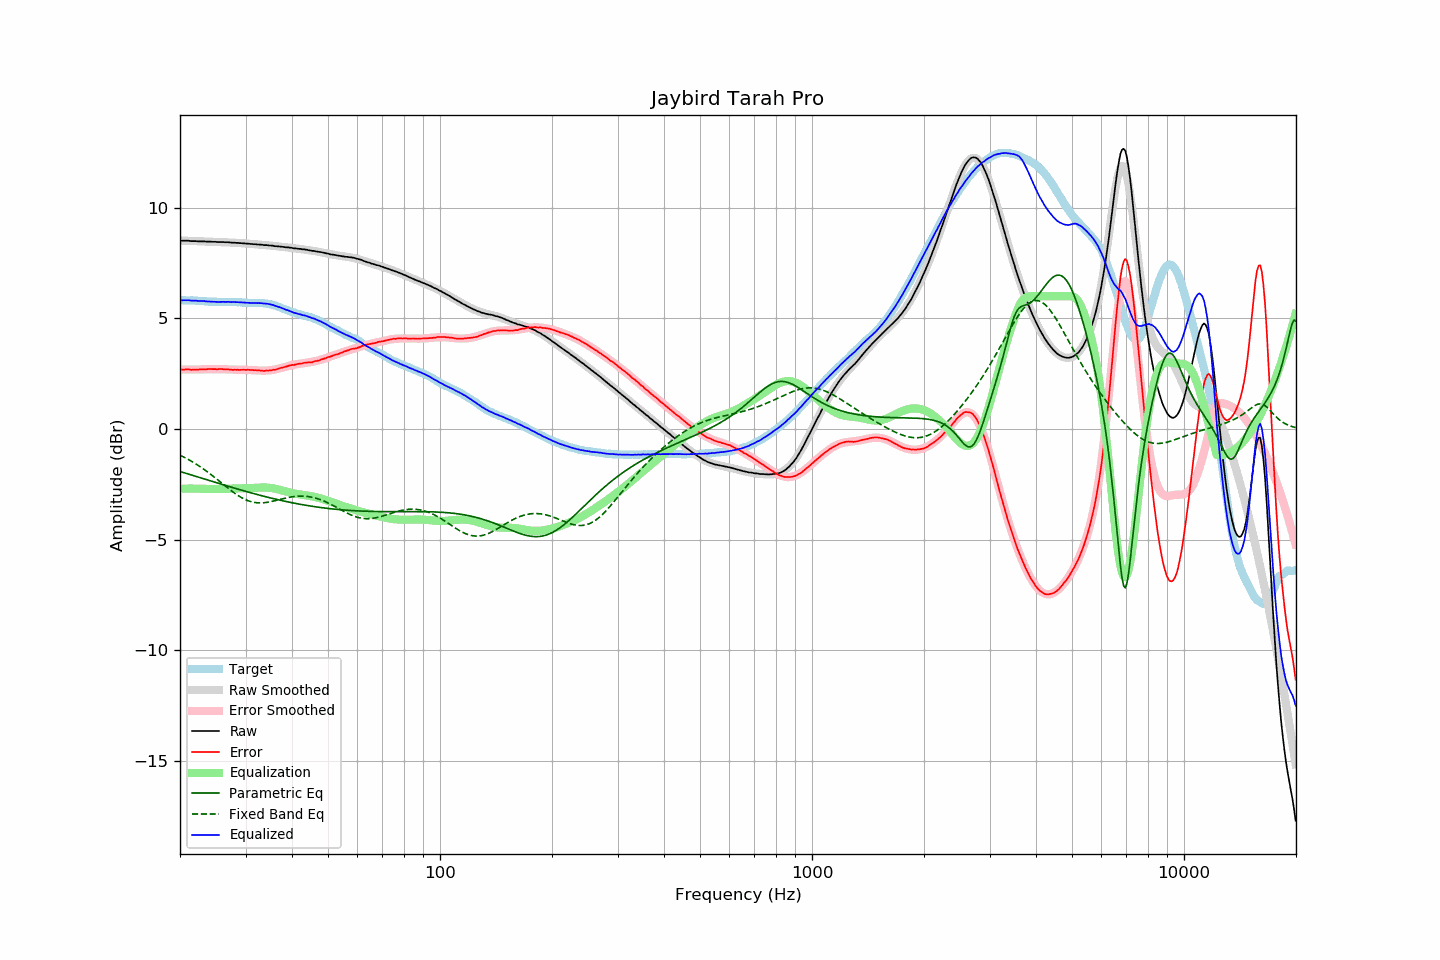 Jaybird Tarah Pro
Amplitude (dBr)
10
5
0
−5
−10
−15
Target
Raw Smoothed
Error Smoothed
Raw
Error
Equalization
Parametric Eq
Fixed Band Eq
Equalized
100
1000
10000
Frequency (Hz)